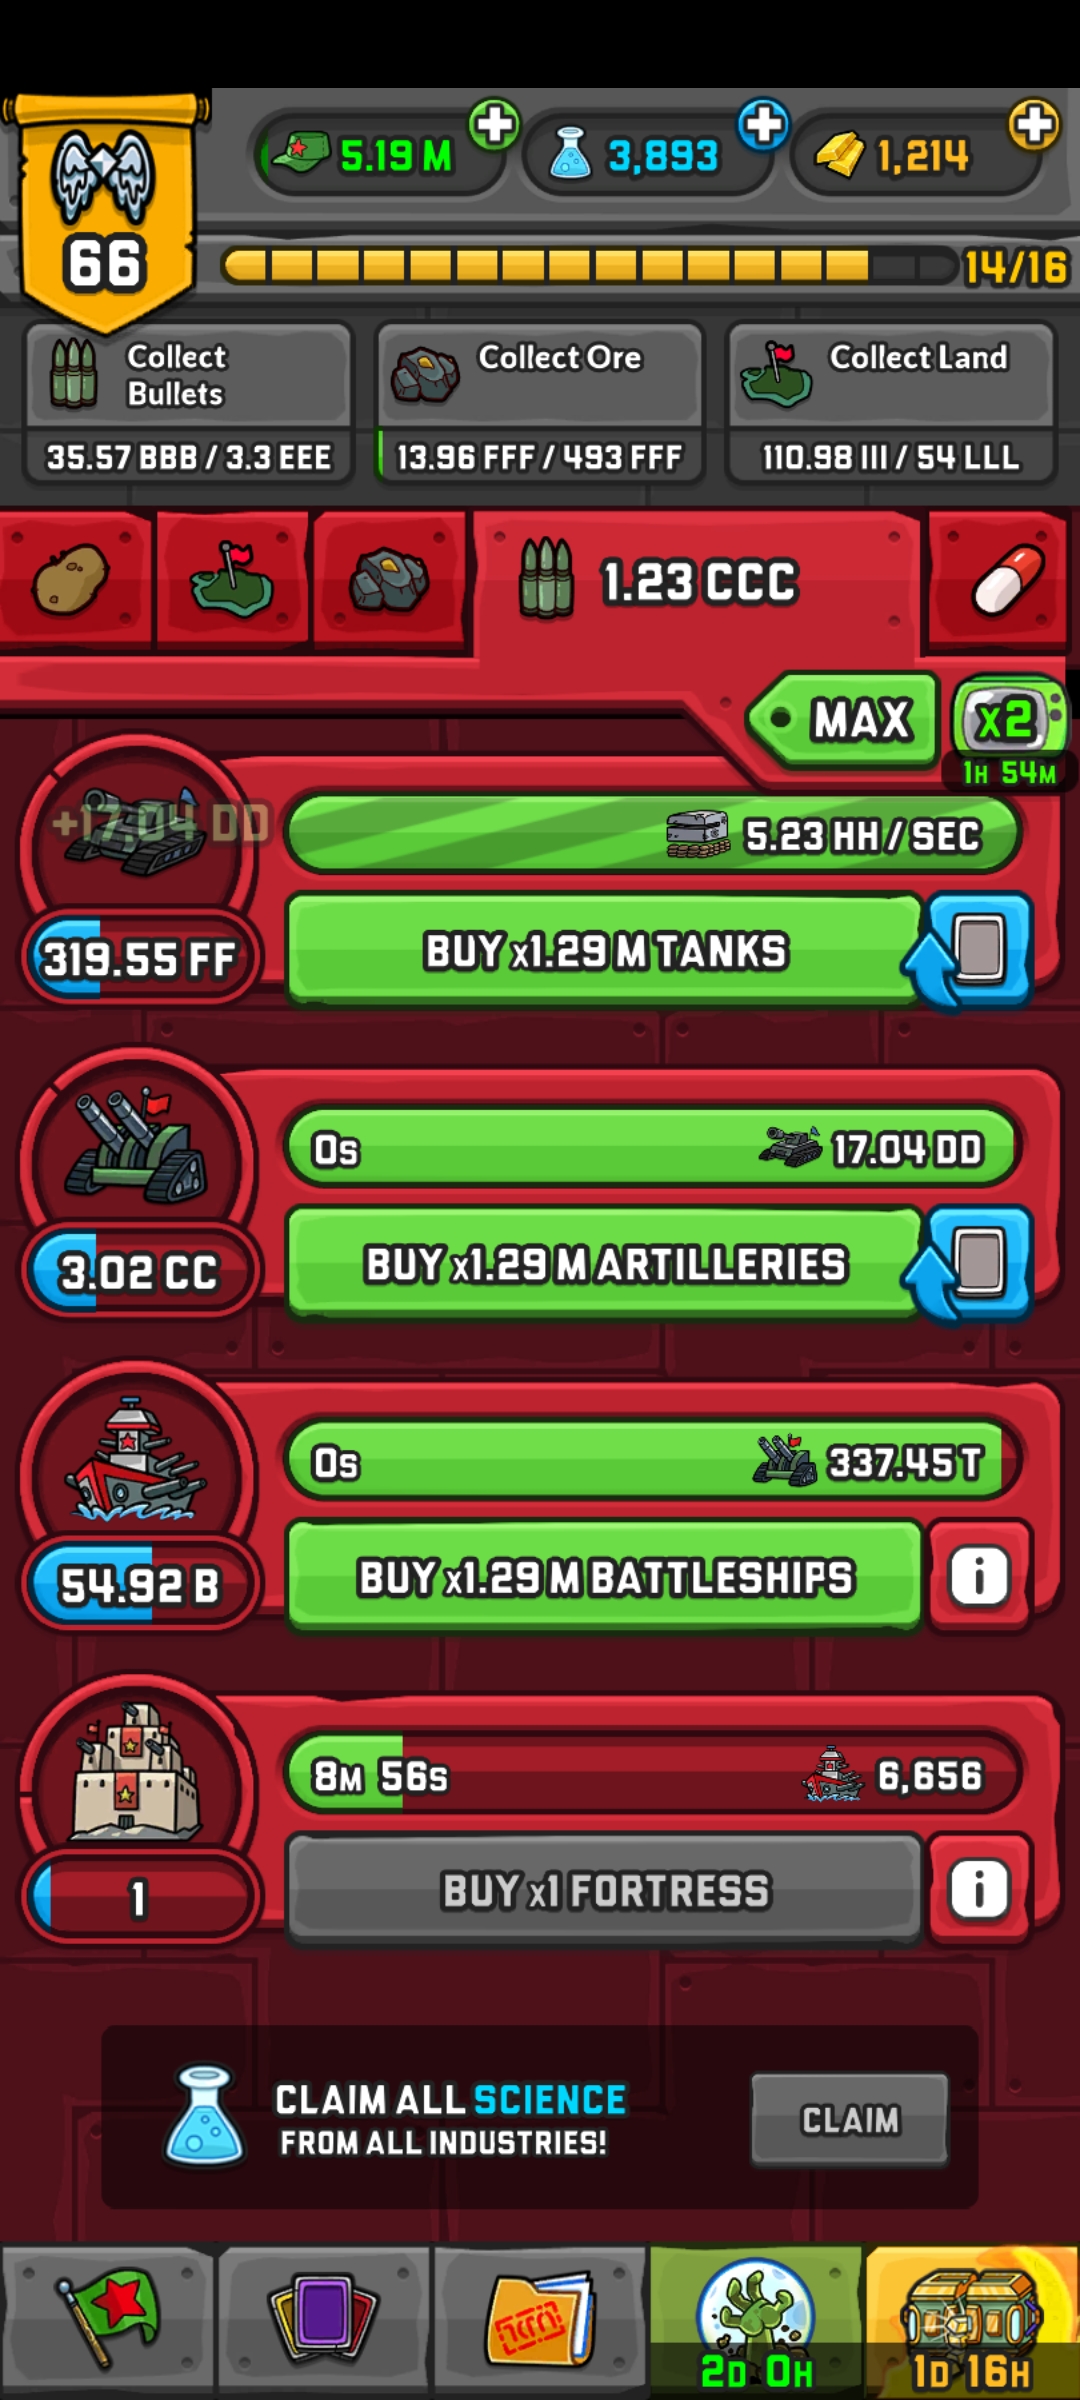 5.19 M
3,893
1,214
66
14/16
Collect
Bullets
35.57 BBB / 3.3 EEE
Collect Ore
13.96 FFF / 493 FFF
Collect Land
110.98 III / 54 LLL
1.23 CCC
MAX
x2
1H 54M
+17.04 DD
5.23 HH / SEC
319.55 FF
BUY x1.29 M TANKS
0s
17.04 DD
3.02 CC
BUY x1.29 M ARTILLERIES
0s
337.45 T
54.92 B
BUY x1.29 M BATTLESHIPS
i
8M 56s
6,656
1
BUY x1 FORTRESS
i
CLAIM ALL SCIENCE
FROM ALL INDUSTRIES!
CLAIM
2D 0H
1D 16H